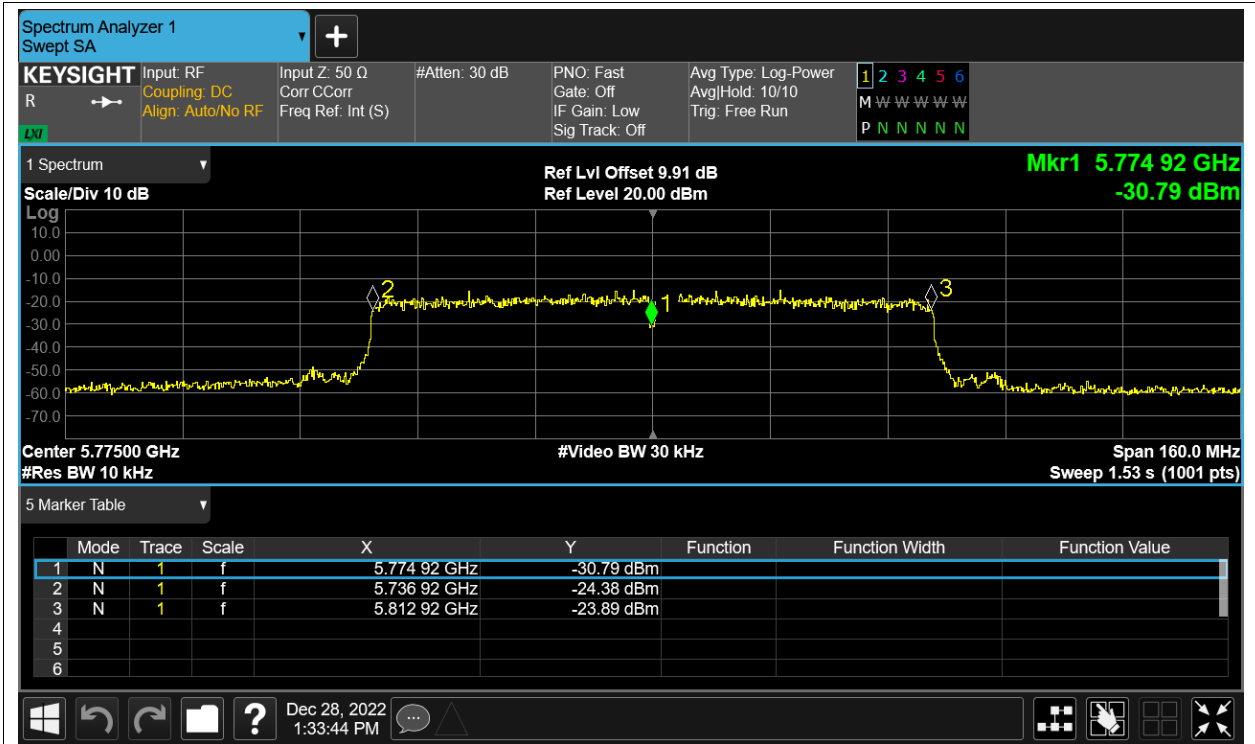 Spectrum Analyzer 1
Swept SA
KEYSIGHT
R
LXI
Input: RF
Coupling: DC
Align: Auto/No RF
Input Z: 50 Ω
Corr CCorr
Freq Ref: Int (S)
#Atten: 30 dB
PNO: Fast
Gate: Off
IF Gain: Low
Sig Track: Off
Avg Type: Log-Power
Avg|Hold: 10/10
Trig: Free Run
1 2 3 4 5 6
M W W W W W
P N N N N N
1 Spectrum
Scale/Div 10 dB
Ref Lvl Offset 9.91 dB
Ref Level 20.00 dBm
Mkr1 5.774 92 GHz
-30.79 dBm
Log
10.0
0.00
-10.0
-20.0
-30.0
-40.0
-50.0
-60.0
-70.0
2
1
3
Center 5.77500 GHz
#Res BW 10 kHz
#Video BW 30 kHz
Span 160.0 MHz
Sweep 1.53 s (1001 pts)
5 Marker Table
Mode Trace Scale X Y Function Function Width Function Value
1 N 1 f 5.774 92 GHz -30.79 dBm
2 N 1 f 5.736 92 GHz -24.38 dBm
3 N 1 f 5.812 92 GHz -23.89 dBm
4
5
6
?
Dec 28, 2022
1:33:44 PM